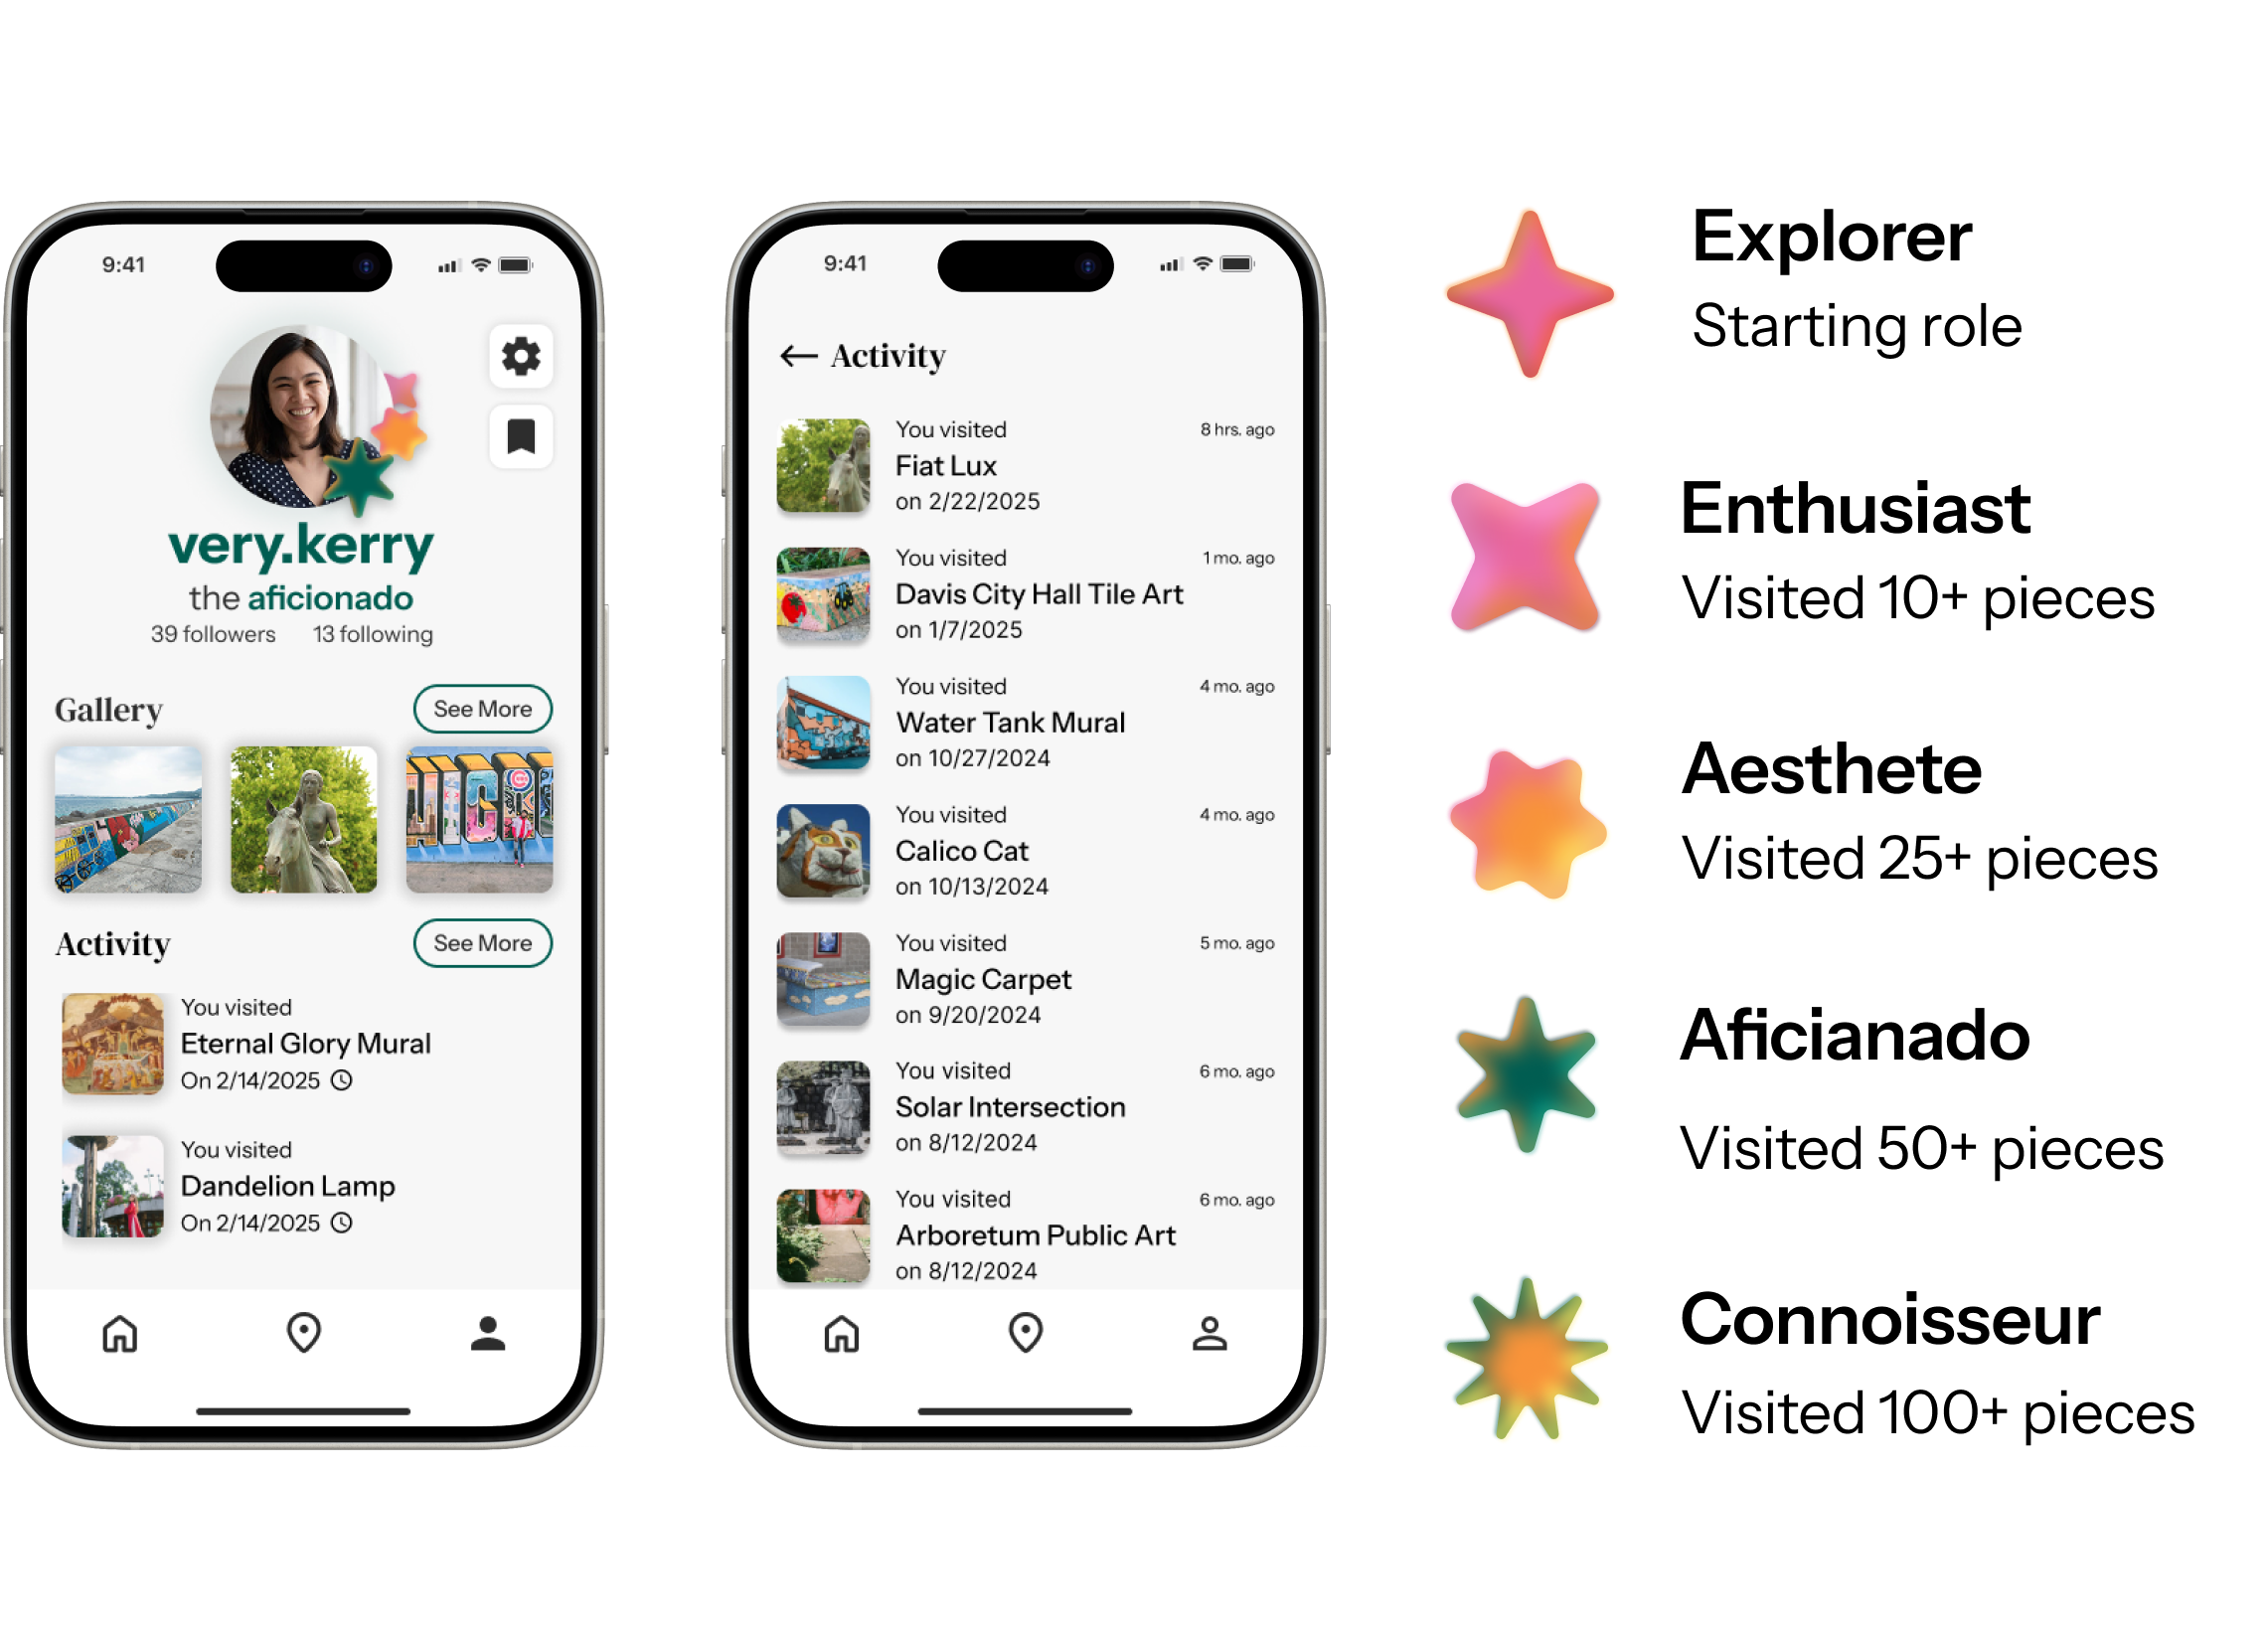 9:41
very.kerry
the aficionado
39 followers 13 following
Gallery
See More
Activity
See More
You visited
Eternal Glory Mural
On 2/14/2025
You visited
Dandelion Lamp
On 2/14/2025
9:41
Activity
You visited
8 hrs. ago
Fiat Lux
on 2/22/2025
You visited
1 mo. ago
Davis City Hall Tile Art
on 1/7/2025
You visited
4 mo. ago
Water Tank Mural
on 10/27/2024
You visited
4 mo. ago
Calico Cat
on 10/13/2024
You visited
5 mo. ago
Magic Carpet
on 9/20/2024
You visited
6 mo. ago
Solar Intersection
on 8/12/2024
You visited
6 mo. ago
Arboretum Public Art
on 8/12/2024
Explorer
Starting role
Enthusiast
Visited 10+ pieces
Aesthete
Visited 25+ pieces
Aficianado
Visited 50+ pieces
Connoisseur
Visited 100+ pieces